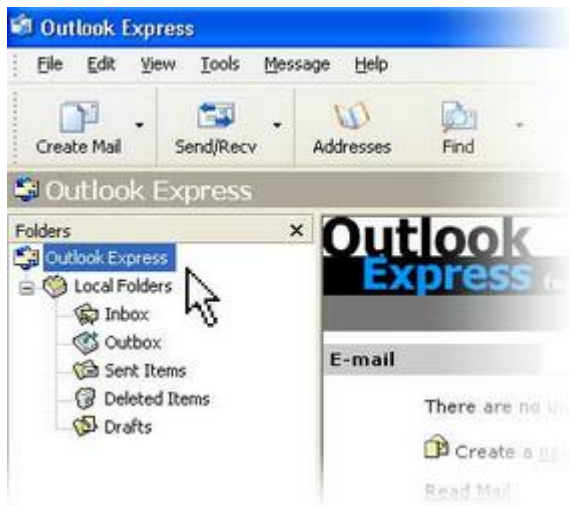 Outlook Express
File Edit View Tools Message Help
Create Mail Send/Recv Addresses Find
Outlook Express
Folders x
Outlook Express
Local Folders
Inbox
Outbox
Sent Items
Deleted Items
Drafts
Outlook
Express
E-mail
There are no
Create a
Read Mail